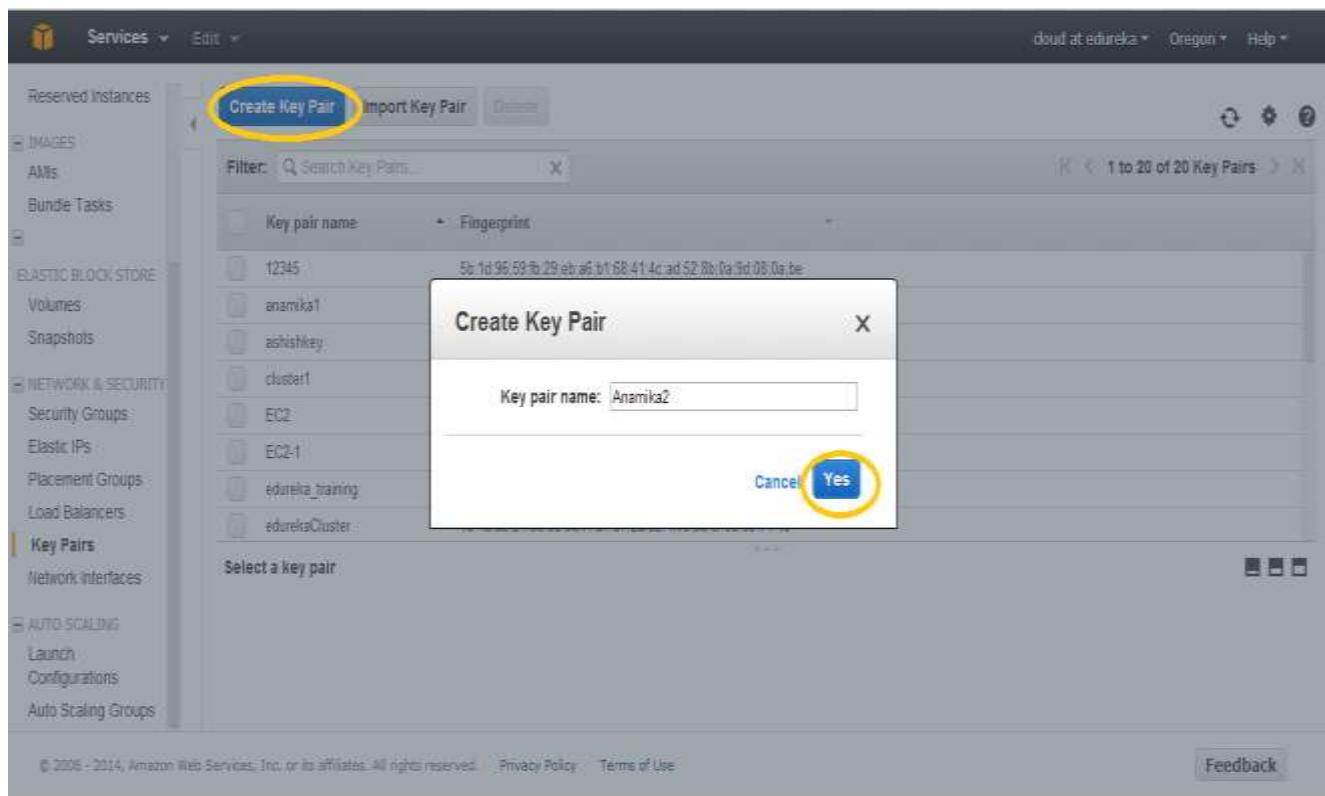 Services Edit cloud at edureka Oregon Help
Reserved Instances
IMAGES
AMIs
Bundle Tasks
ELASTIC BLOCK STORE
Volumes
Snapshots
NETWORK & SECURITY
Security Groups
Elastic IPs
Placement Groups
Load Balancers
Key Pairs
Network Interfaces
AUTO SCALING
Launch
Configurations
Auto Scaling Groups
Create Key Pair Import Key Pair Delete
Filter: Search Key Pairs... X 1 to 20 of 20 Key Pairs
Key pair name Fingerprint
12345 5b:1d:96:59:fb:29:eb:a6:b1:68:41:4c:ad:52:8b:0a:9d:08:0a:be
anamika1
ashishkey
cluster1
EC2
EC2-1
edureka_training
edurekaCluster
Create Key Pair X
Key pair name: Anamika2
Cancel Yes
Select a key pair
© 2008 - 2014, Amazon Web Services, Inc. or its affiliates. All rights reserved. Privacy Policy Terms of Use Feedback